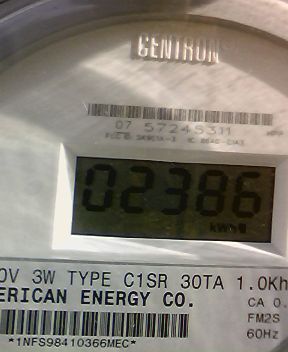 CENTRON
07 57245311
02386
kWh
0V 3W TYPE C1SR 30TA 1.0Kh
ERICAN ENERGY CO.
CA 0.
FM2S
60Hz
*1NFS98410366MEC*